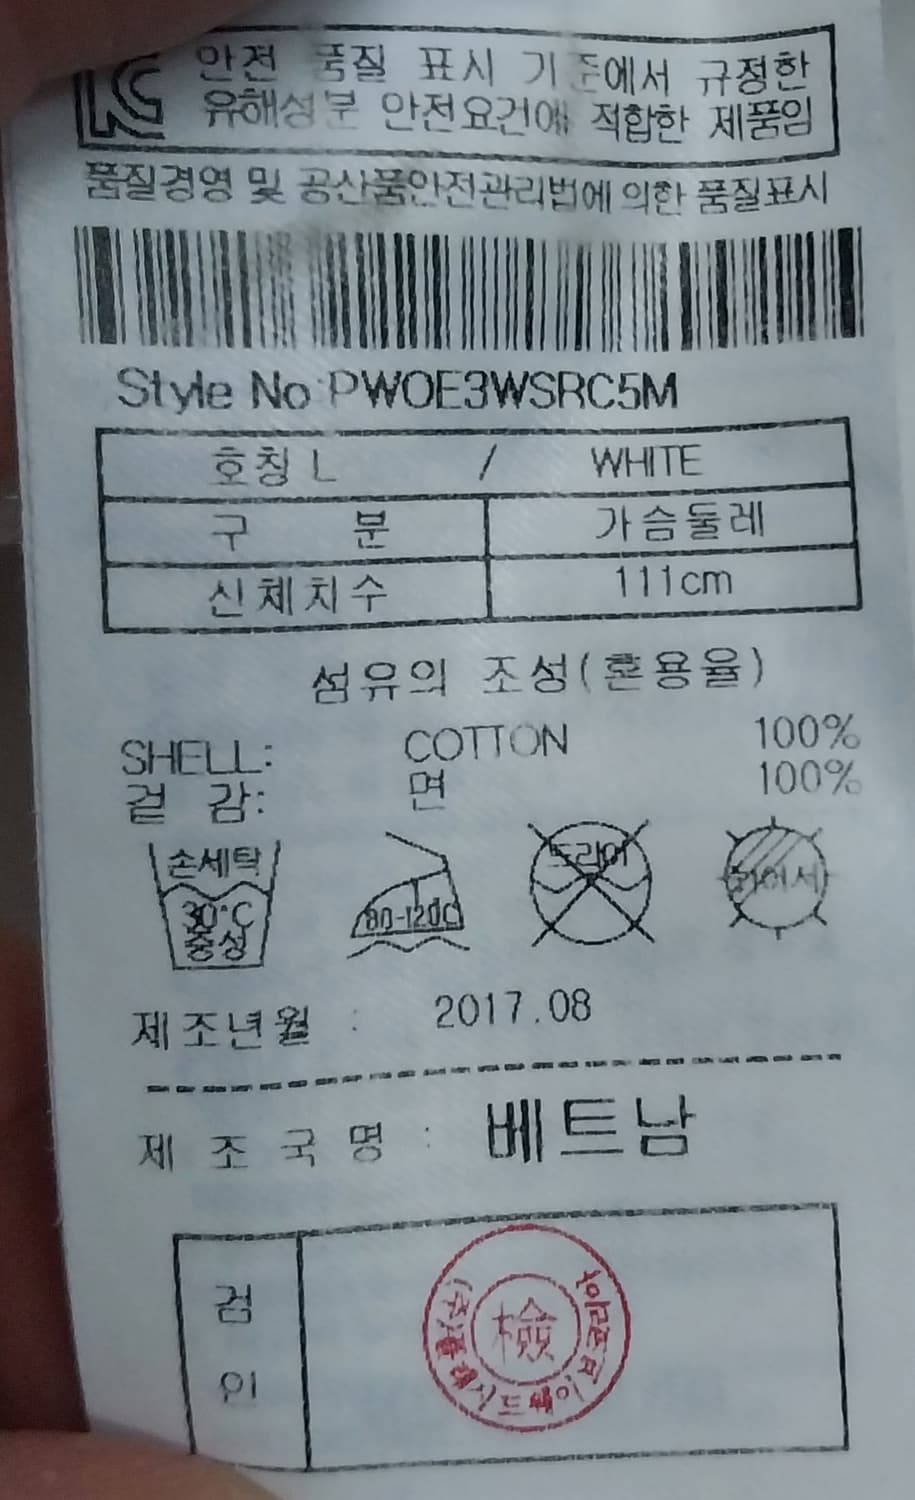 안전 품질 표시 기준에서 규정한
유해성분 안전요건에 적합한 제품임
품질경영 및 공산품안전관리법에 의한 품질표시
Style No:PWOE3WSRC5M
호칭 L / WHITE
구 분 가슴둘레
신체치수 111cm
섬유의 조성(혼용율)
SHELL: COTTON 100%
겉 감: 면 100%
손세탁
30°C
중성
80-120C
드라이
제조년월 : 2017.08
제 조 국 명 : 베트남
검
인
檢